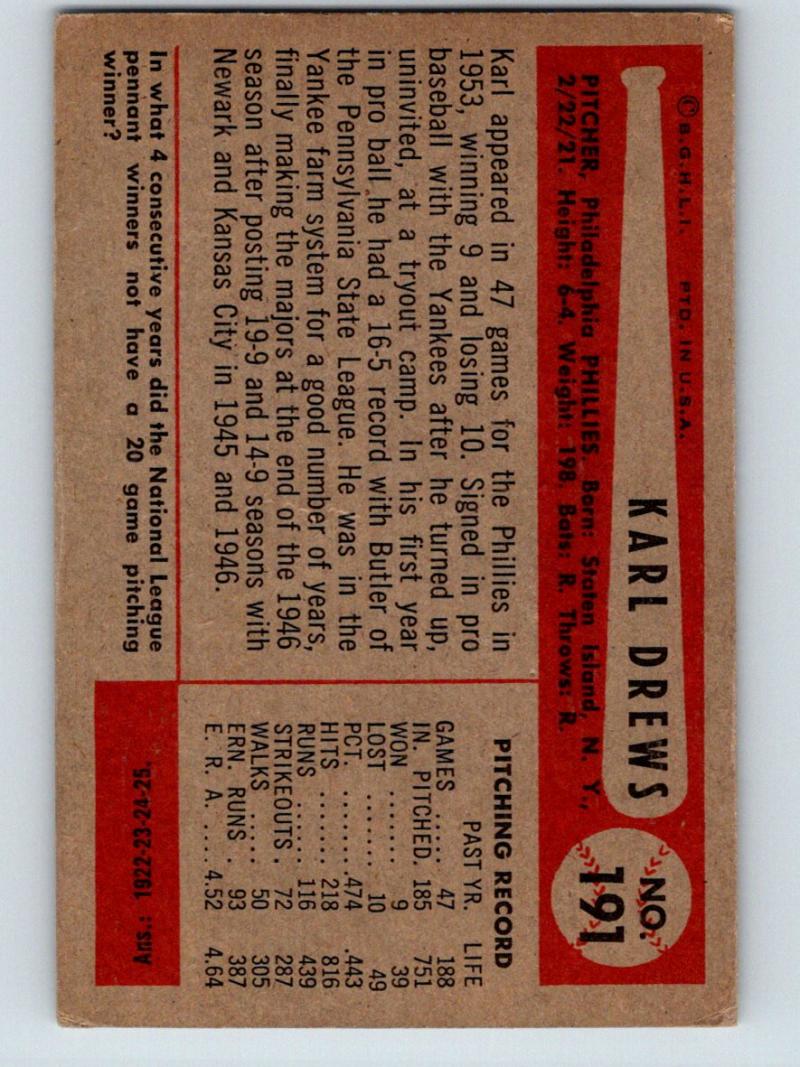 © B.G.H.L.I. PTD. IN U.S.A.
KARL DREWS
NO. 191
PITCHER, Philadelphia PHILLIES. Born: Staten Island, N. Y.,
2/22/21. Height: 6-4. Weight: 198. Bats: R. Throws: R.
Karl appeared in 47 games for the Phillies in
1953, winning 9 and losing 10. Signed in pro
baseball with the Yankees after he turned up,
uninvited, at a tryout camp. In his first year
in pro ball he had a 16-5 record with Butler of
the Pennsylvania State League. He was in the
Yankee farm system for a good number of years,
finally making the majors at the end of the 1946
season after posting 19-9 and 14-9 seasons with
Newark and Kansas City in 1945 and 1946.
PITCHING RECORD
PAST YR. LIFE
GAMES ..... 47 188
IN. PITCHED. 185 751
WON ....... 9 39
LOST ....... 10 49
PCT. ........ .474 .443
HITS ....... 218 816
RUNS ...... 116 439
STRIKEOUTS . 72 287
WALKS ..... 50 305
ERN. RUNS . 93 387
E. R. A. .... 4.52 4.64
In what 4 consecutive years did the National League
pennant winners not have a 20 game pitching
winner?
Ans.: 1922-23-24-25.